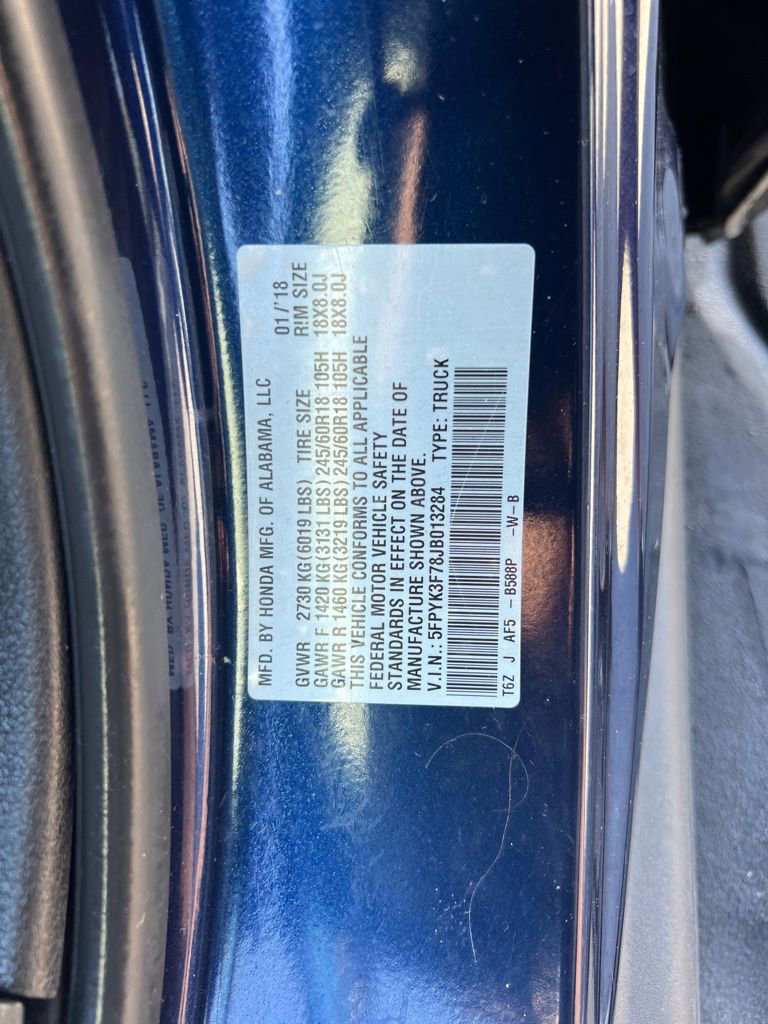 MFD. BY HONDA MFG. OF ALABAMA, LLC 01/'18
GVWR 2730 KG(6019 LBS) TIRE SIZE RIM SIZE
GAWR F 1420 KG(3131 LBS) 245/60R18 105H 18X8.0J
GAWR R 1460 KG(3219 LBS) 245/60R18 105H 18X8.0J
THIS VEHICLE CONFORMS TO ALL APPLICABLE
FEDERAL MOTOR VEHICLE SAFETY
STANDARDS IN EFFECT ON THE DATE OF
MANUFACTURE SHOWN ABOVE.
V.I.N.: 5FPYK3F78JB013284 TYPE: TRUCK
T6Z J AF5 - B588P -W-B